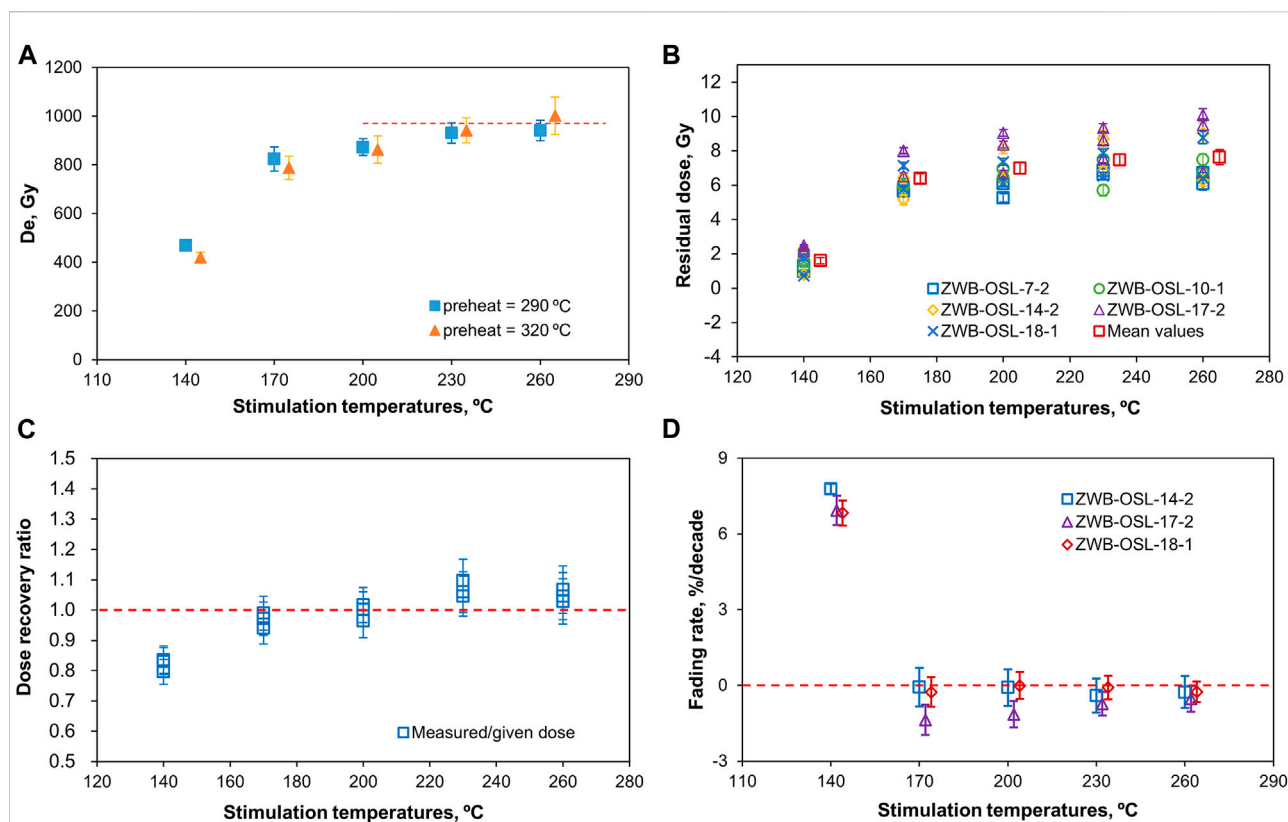 A
1200
1000
800
600
400
200
0
De, Gy
preheat = 290 ºC
preheat = 320 ºC
110 140 170 200 230 260 290
Stimulation temperatures, ºC
B
12
10
8
6
4
2
0
-2
-4
Residual dose, Gy
ZWB-OSL-7-2 ZWB-OSL-10-1
ZWB-OSL-14-2 ZWB-OSL-17-2
ZWB-OSL-18-1 Mean values
120 140 160 180 200 220 240 260 280
Stimulation temperatures, ºC
C
1.5
1.4
1.3
1.2
1.1
1.0
0.9
0.8
0.7
0.6
0.5
Dose recovery ratio
Measured/given dose
120 140 160 180 200 220 240 260 280
Stimulation temperatures, ºC
D
9
6
3
0
-3
Fading rate, %/decade
ZWB-OSL-14-2
ZWB-OSL-17-2
ZWB-OSL-18-1
110 140 170 200 230 260 290
Stimulation temperatures, ºC